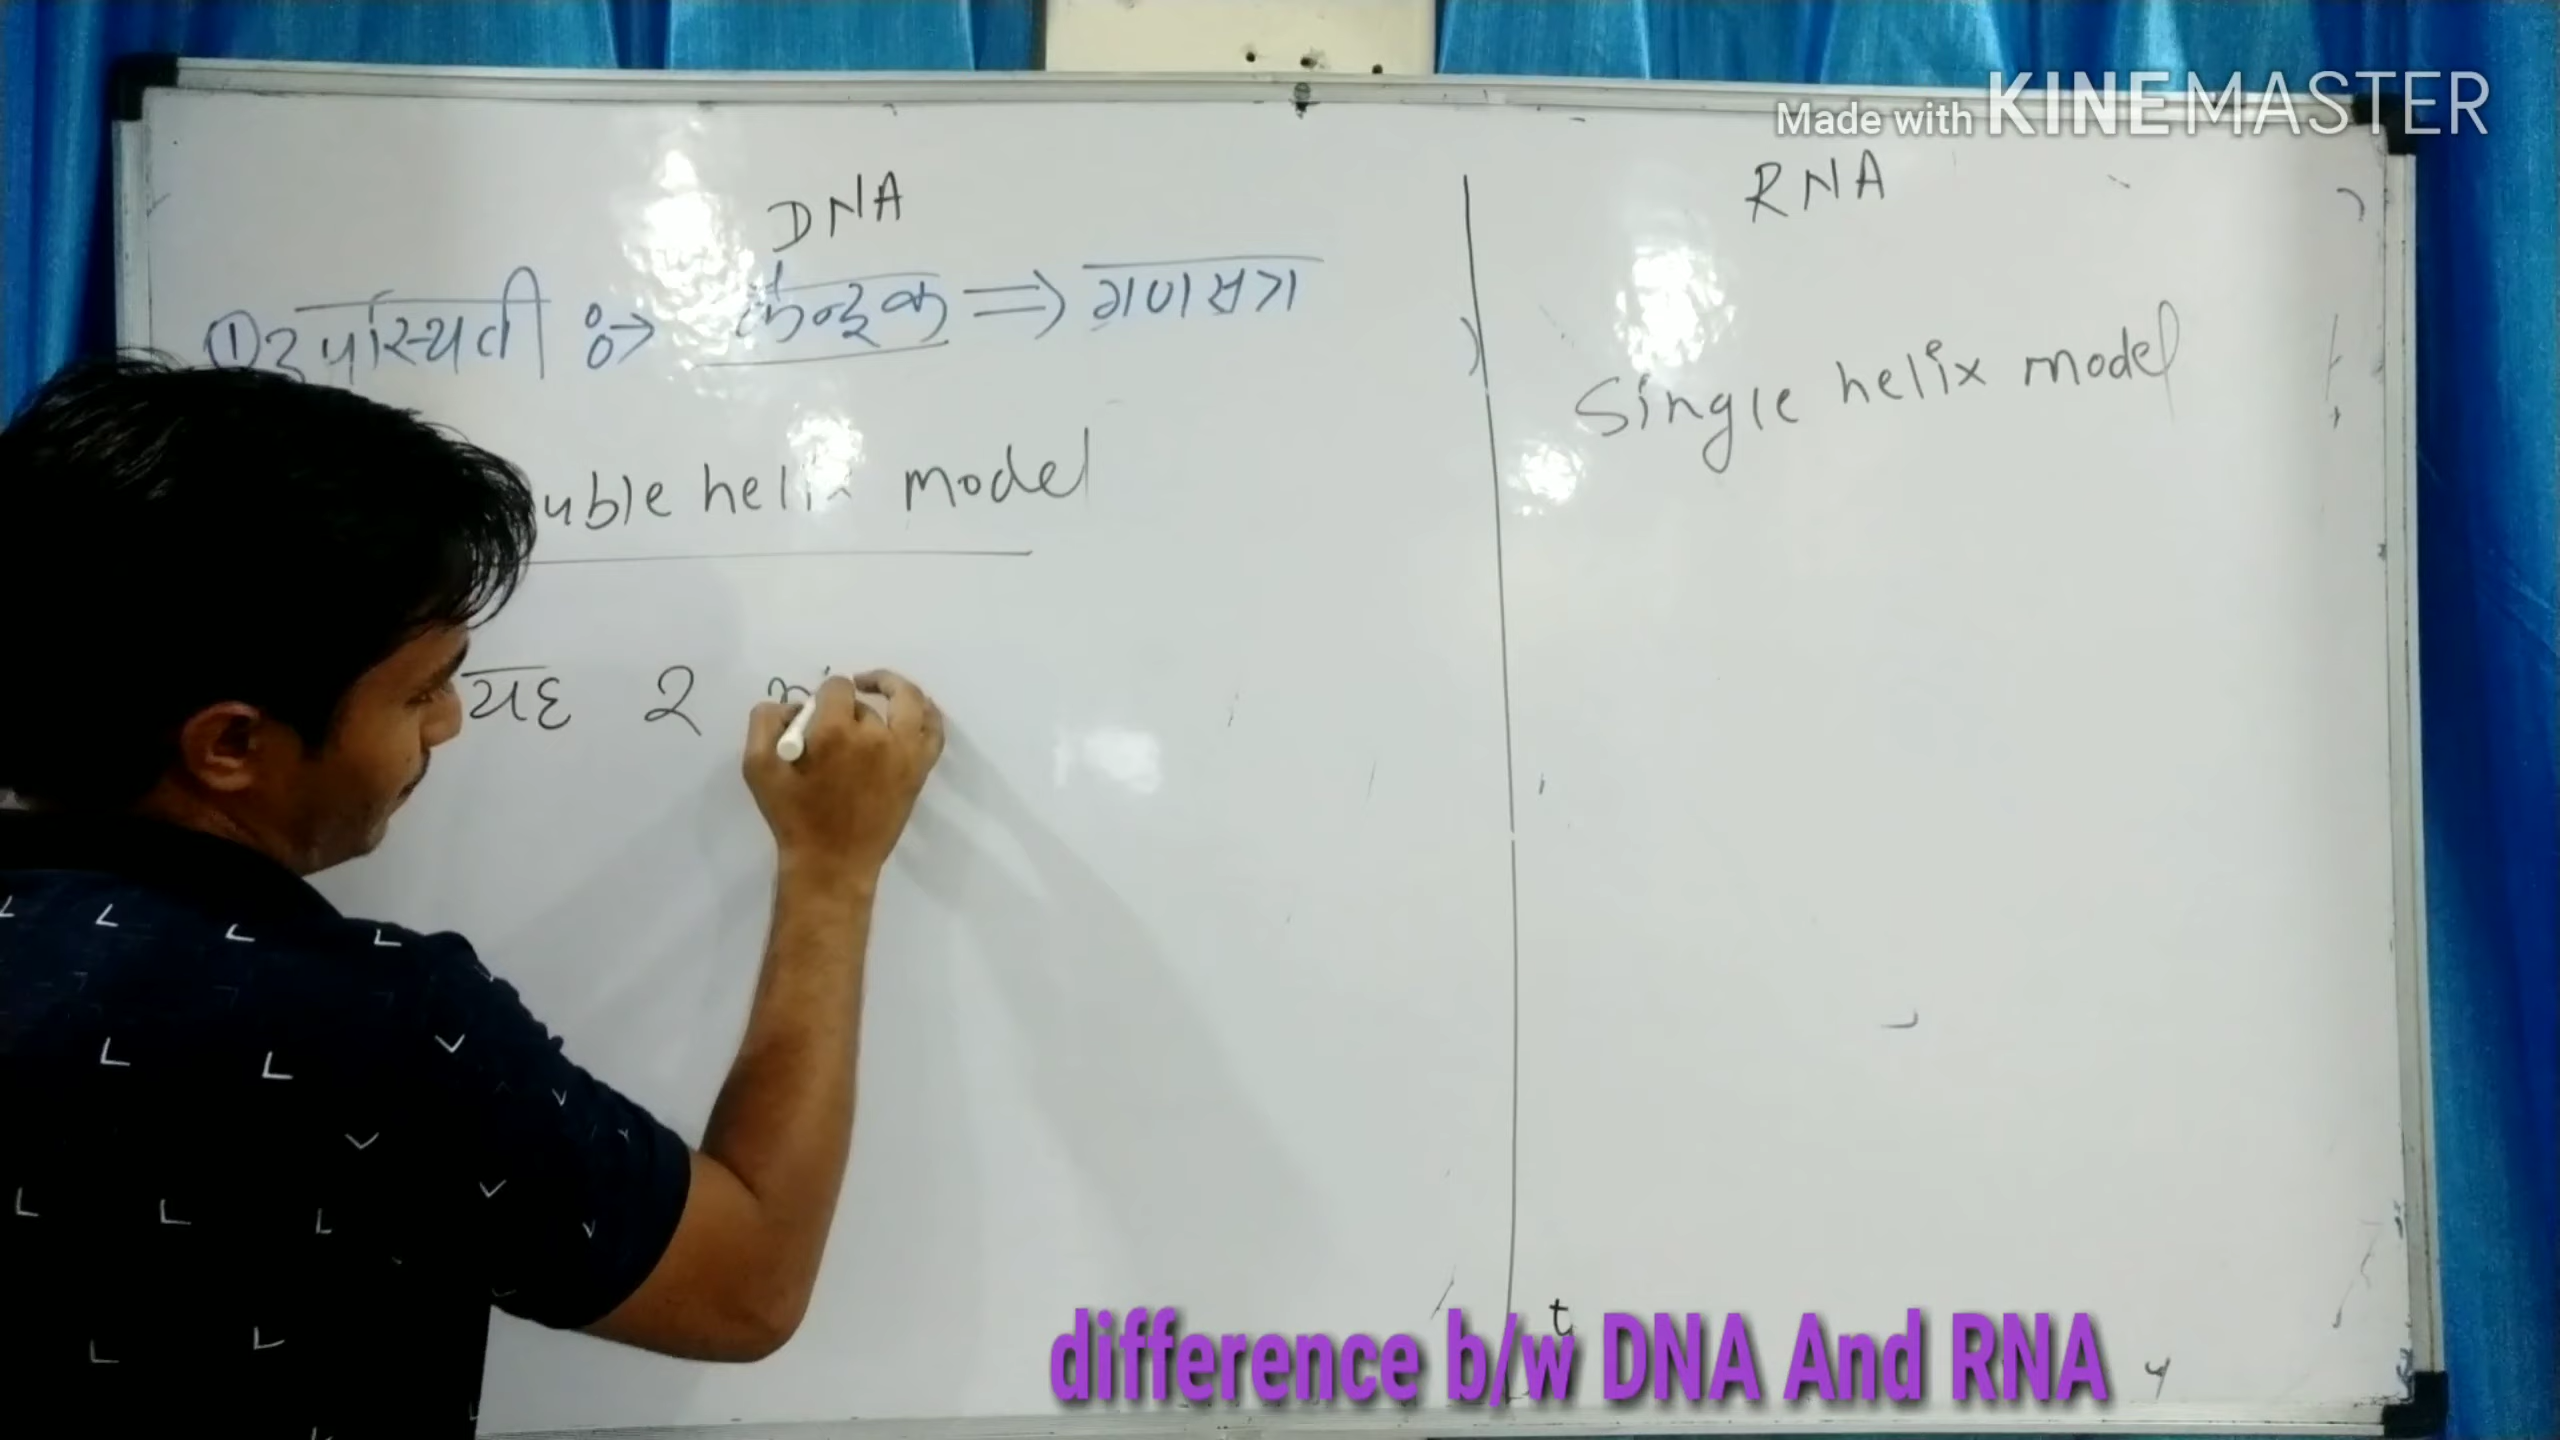 Made with KINEMASTER
DNA
RNA
① उपस्थिती :-> केन्द्रक => गुणसूत्र
Single helix model
uble helix model
यह 2
difference b/w DNA And RNA